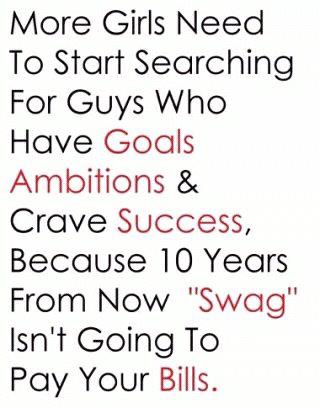 More Girls Need
To Start Searching
For Guys Who
Have Goals
Ambitions &
Crave Success,
Because 10 Years
From Now "Swag"
Isn't Going To
Pay Your Bills.